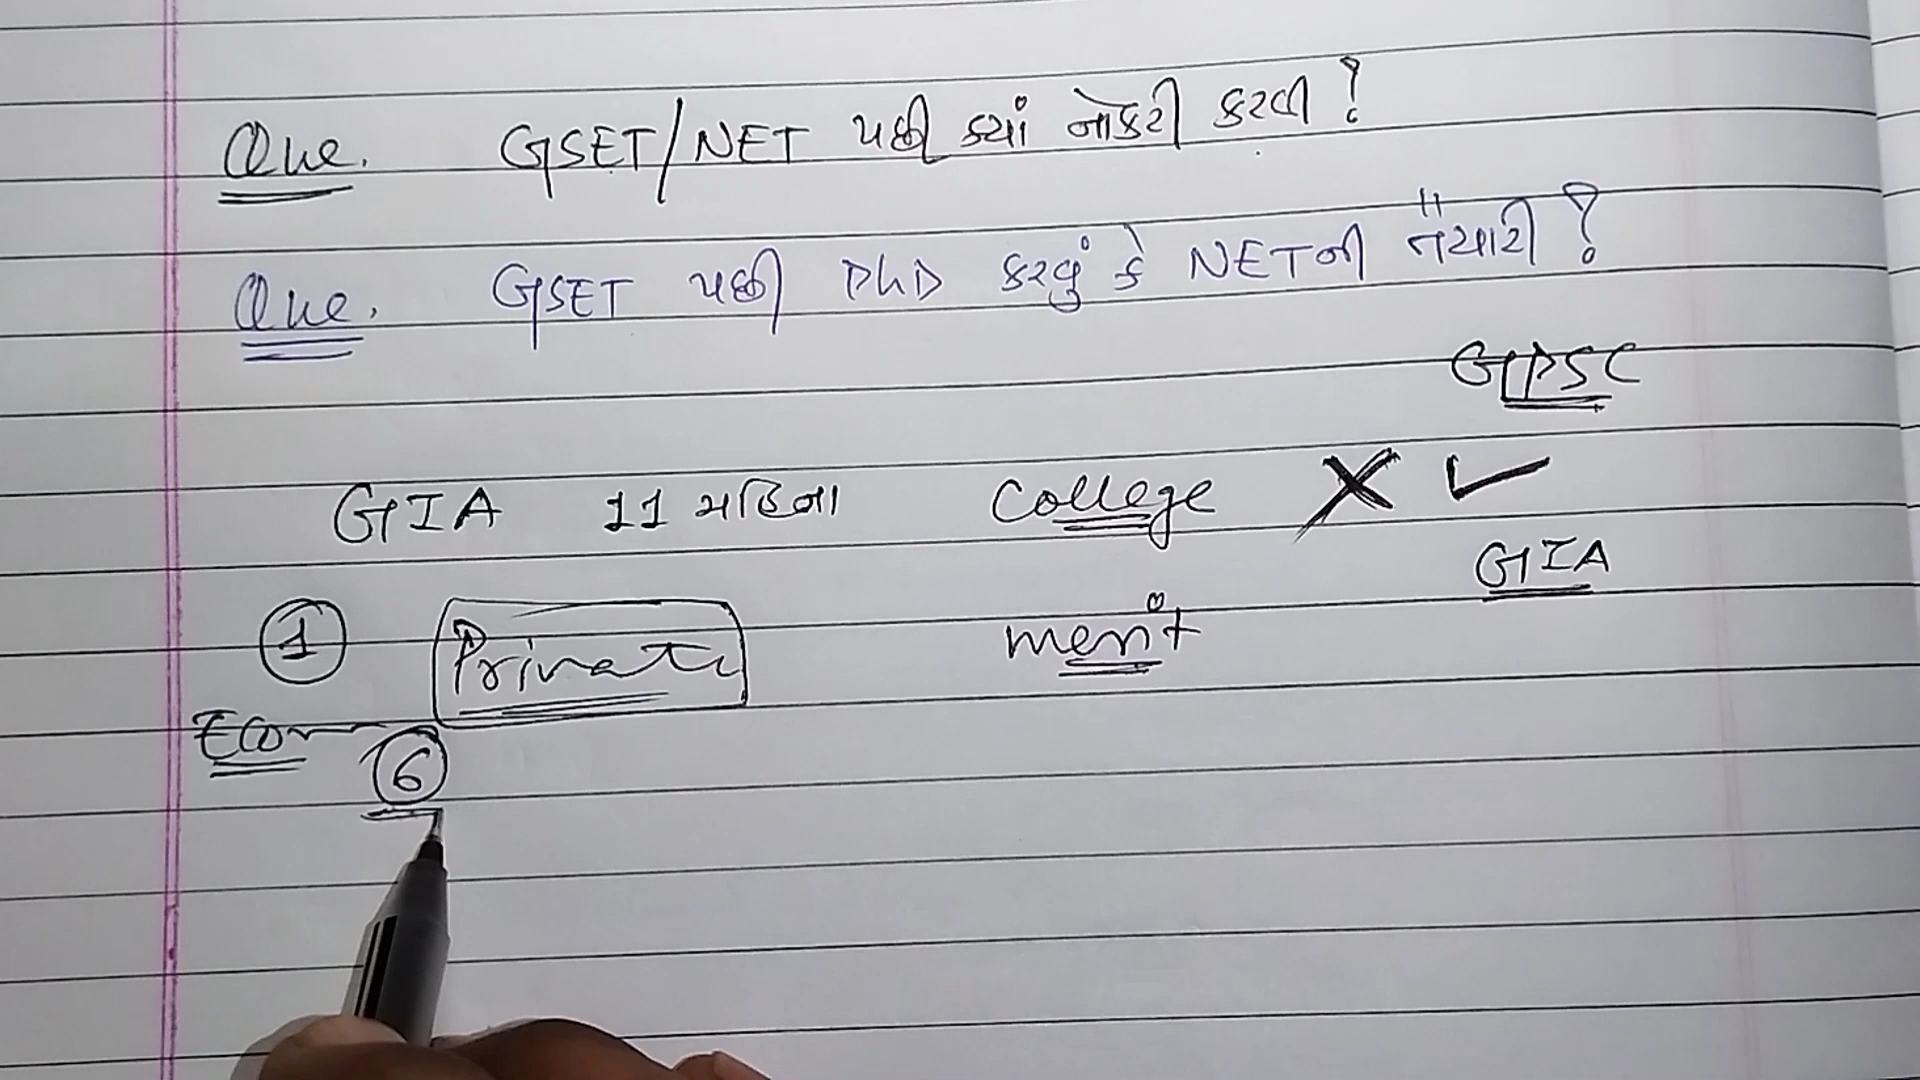 Que. GSET/NET પછી ક્યાં નોકરી કરવી ?
Que. GSET પછી PhD કરવું કે NETની તૈયારી ?
GPSC
GIA 11 મહિના College X ✓
GIA
1 Private merit
Eco
6